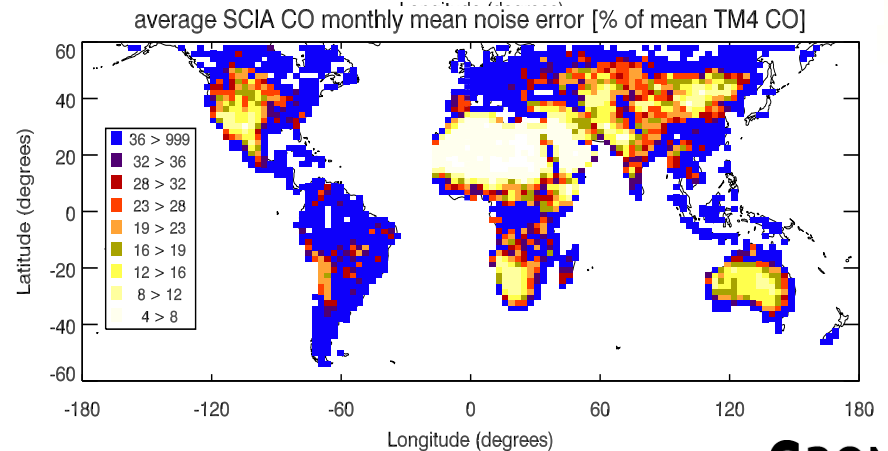 average SCIA CO monthly mean noise error [% of mean TM4 CO]
60
40
20
0
-20
-40
-60
Latitude (degrees)
36 > 999
32 > 36
28 > 32
23 > 28
19 > 23
16 > 19
12 > 16
8 > 12
4 > 8
-180 -120 -60 0 60 120 180
Longitude (degrees)